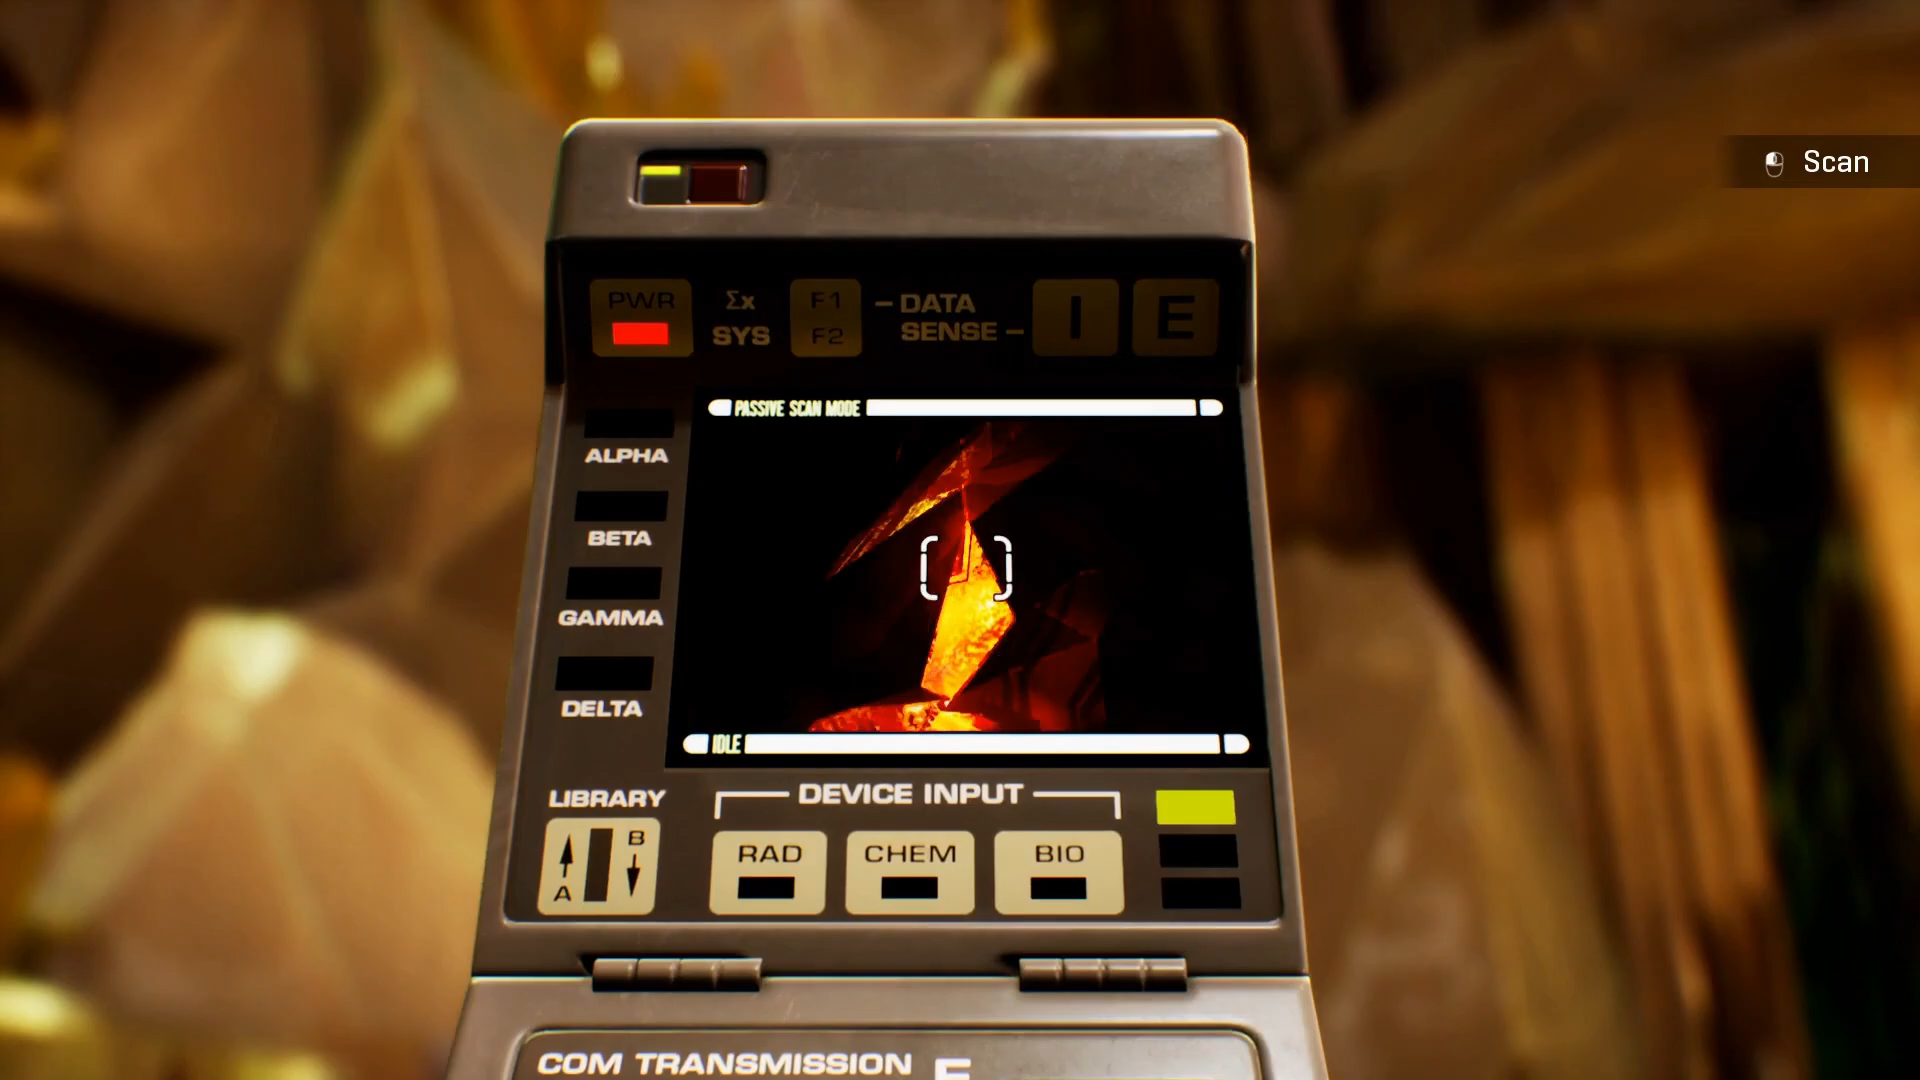 Scan
PWR
Σx
SYS
F1
F2
– DATA
SENSE –
I
E
PASSIVE SCAN MODE
ALPHA
BETA
GAMMA
DELTA
IDLE
LIBRARY
A
B
DEVICE INPUT
RAD
CHEM
BIO
COM TRANSMISSION